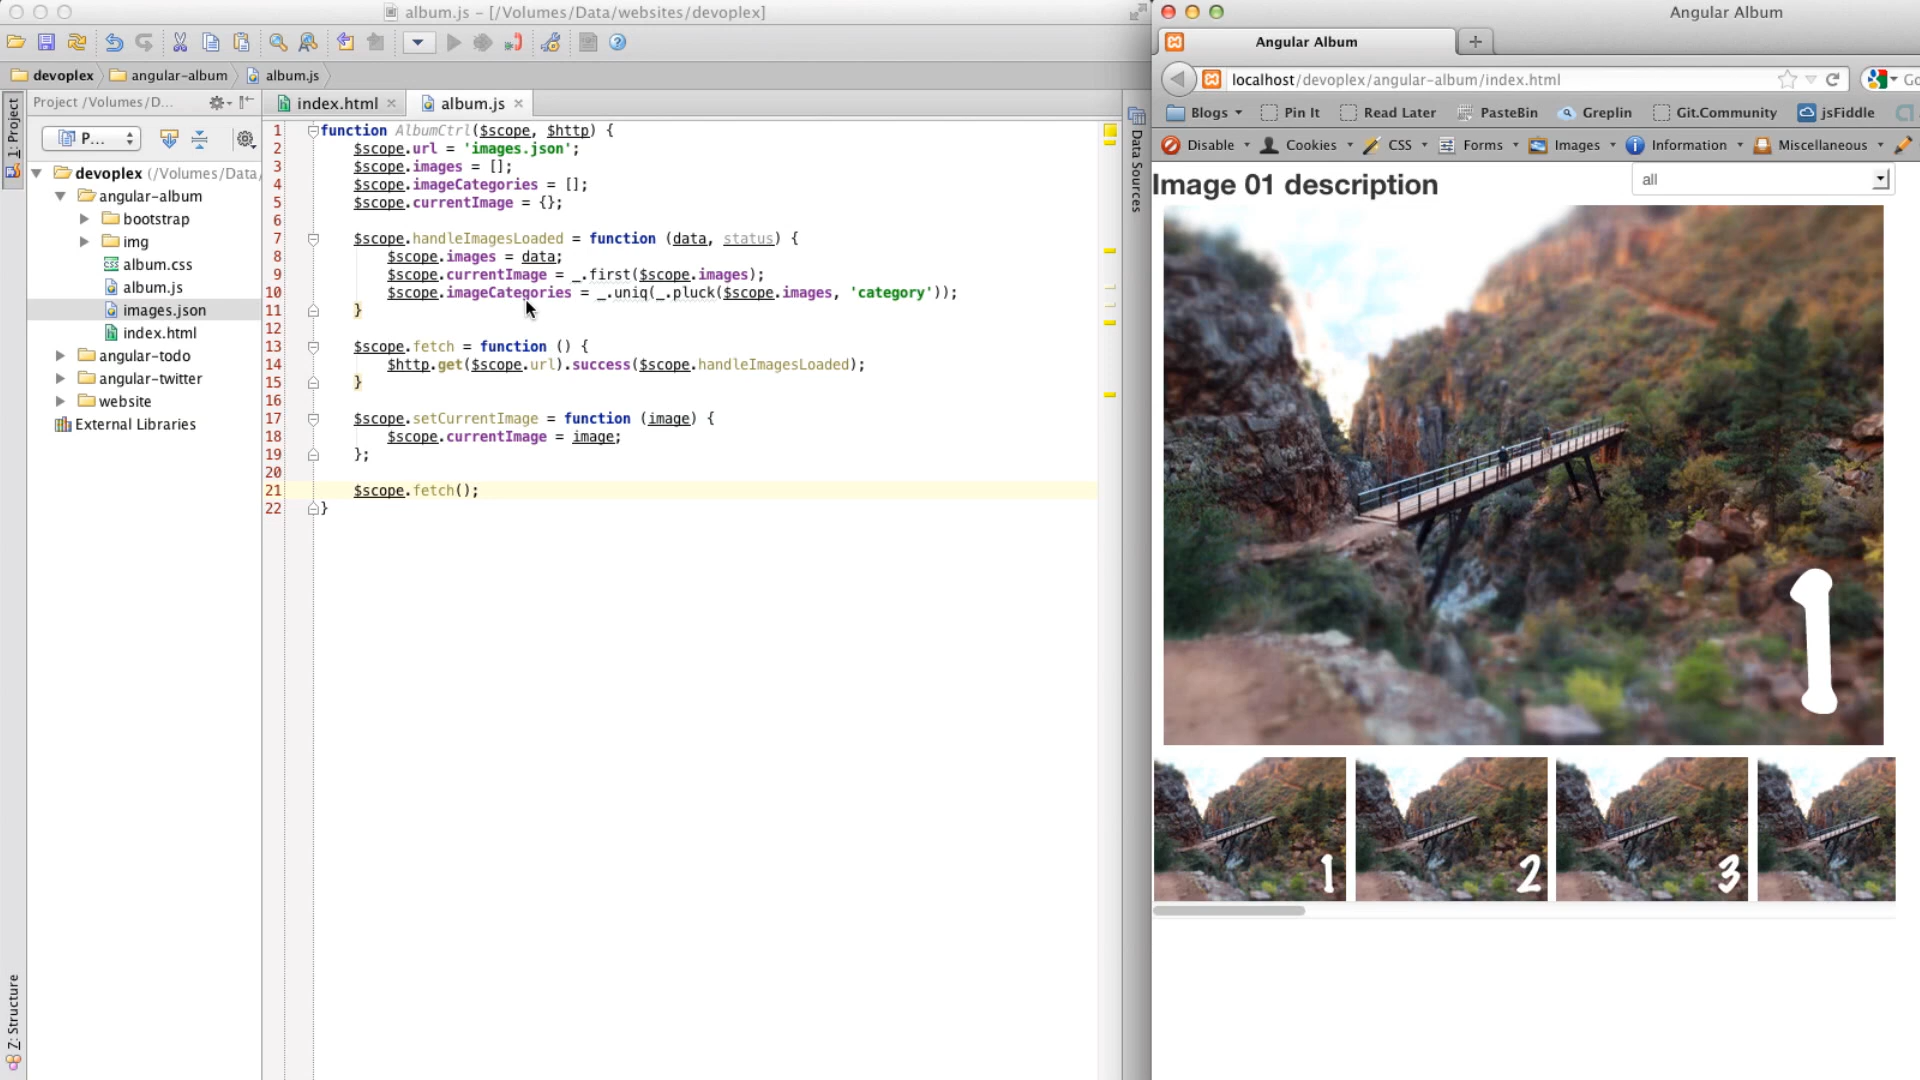 album.js – [/Volumes/Data/websites/devoplex]
devoplex
angular-album
album.js
Project /Volumes/D...
P...
1: Project
Z: Structure
devoplex (/Volumes/Data/
angular-album
bootstrap
img
album.css
album.js
images.json
index.html
angular-todo
angular-twitter
website
External Libraries
index.html
album.js
1 function AlbumCtrl($scope, $http) {
2 $scope.url = 'images.json';
3 $scope.images = [];
4 $scope.imageCategories = [];
5 $scope.currentImage = {};
6
7 $scope.handleImagesLoaded = function (data, status) {
8 $scope.images = data;
9 $scope.currentImage = _.first($scope.images);
10 $scope.imageCategories = _.uniq(_.pluck($scope.images, 'category'));
11 }
12
13 $scope.fetch = function () {
14 $http.get($scope.url).success($scope.handleImagesLoaded);
15 }
16
17 $scope.setCurrentImage = function (image) {
18 $scope.currentImage = image;
19 };
20
21 $scope.fetch();
22 }
Data Sources
Angular Album
Angular Album
localhost/devoplex/angular-album/index.html
Blogs Pin It Read Later PasteBin Greplin Git.Community jsFiddle
Disable Cookies CSS Forms Images Information Miscellaneous
Image 01 description
all
1
1
2
3